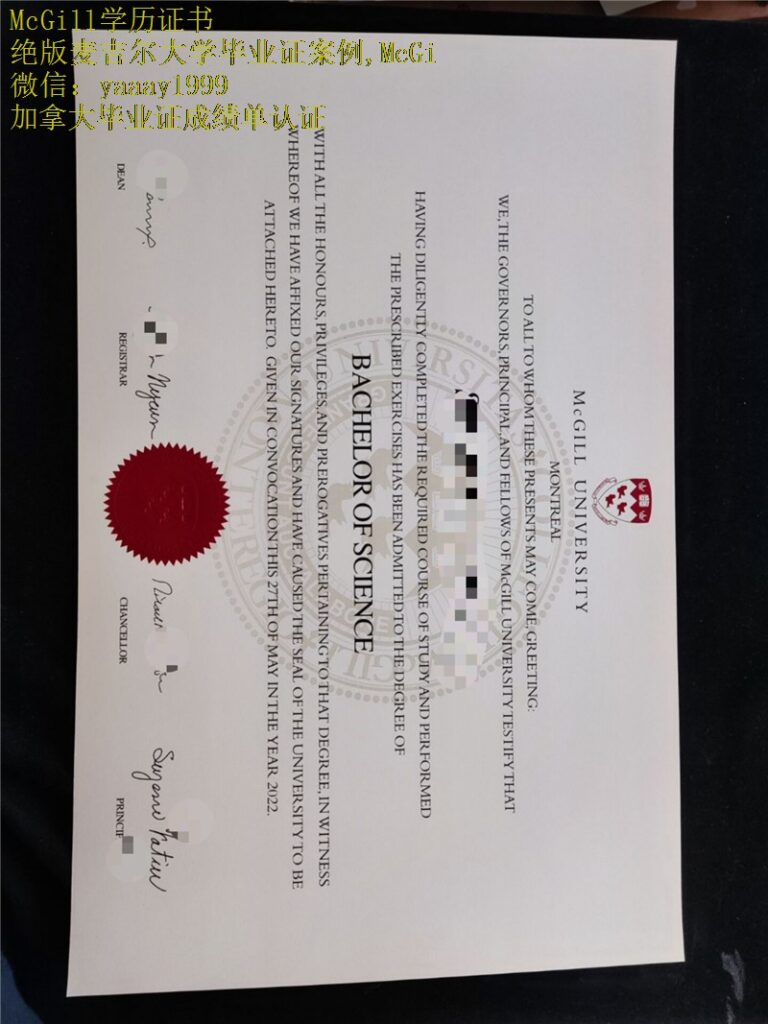 McGill学历证书
绝版麦吉尔大学毕业证案例,McGi
微信: ynaay1999
加拿大毕业证成绩单认证
McGILL UNIVERSITY
MONTREAL
TO ALL TO WHOM THESE PRESENTS MAY COME, GREETING:
WE, THE GOVERNORS, PRINCIPAL, AND FELLOWS OF McGILL UNIVERSITY TESTIFY THAT
HAVING DILIGENTLY COMPLETED THE REQUIRED COURSE OF STUDY AND PERFORMED
THE PRESCRIBED EXERCISES HAS BEEN ADMITTED TO THE DEGREE OF
BACHELOR OF SCIENCE
WITH ALL THE HONOURS, PRIVILEGES, AND PREROGATIVES PERTAINING TO THAT DEGREE, IN WITNESS
WHEREOF WE HAVE AFFIXED OUR SIGNATURES AND HAVE CAUSED THE SEAL OF THE UNIVERSITY TO BE
ATTACHED HERETO. GIVEN IN CONVOCATION THIS 27TH OF MAY IN THE YEAR 2022.
DEAN
REGISTRAR
CHANCELLOR
PRINCIP